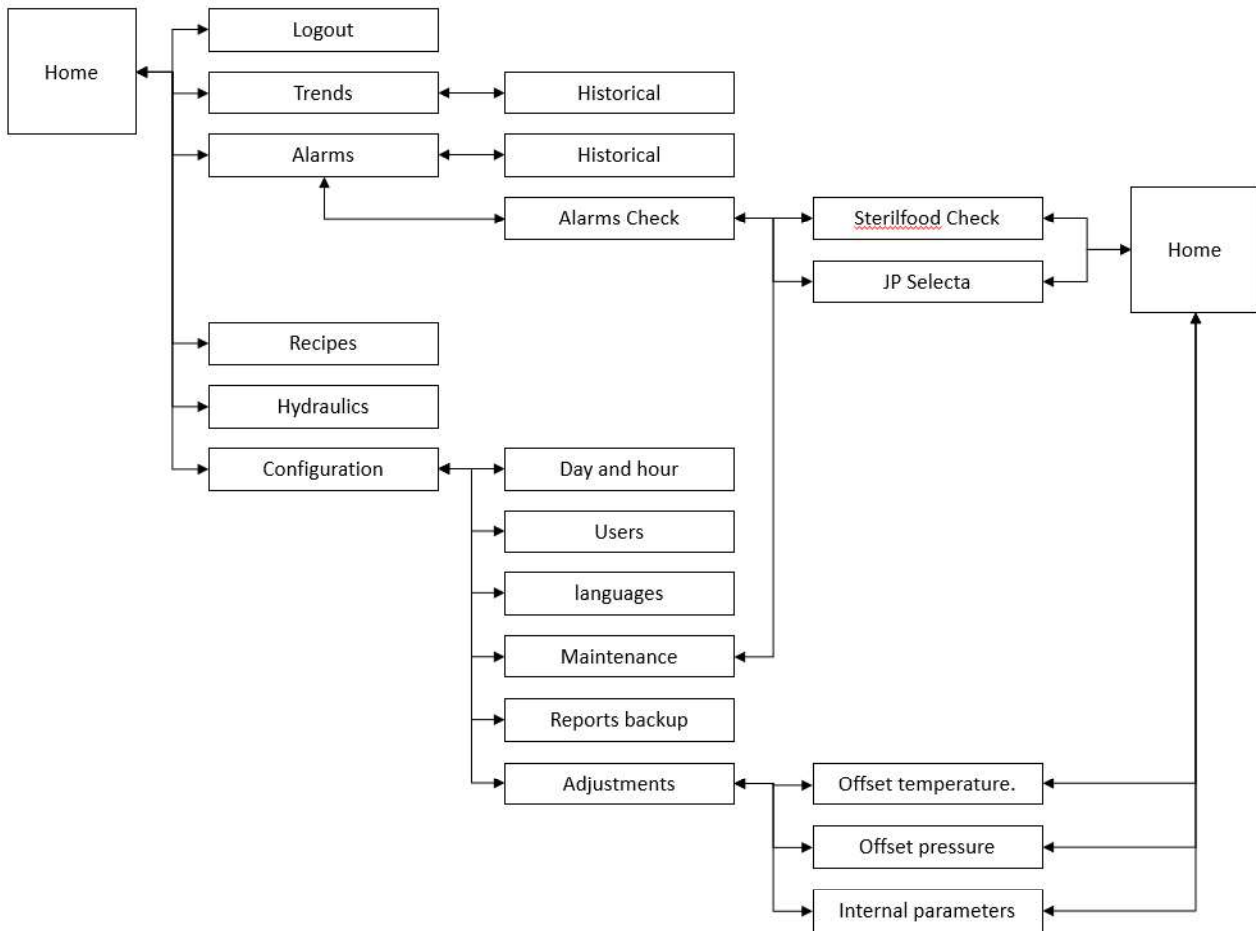 Home
Logout
Trends
Historical
Alarms
Historical
Alarms Check
Sterilfood Check
Home
JP Selecta
Recipes
Hydraulics
Configuration
Day and hour
Users
languages
Maintenance
Reports backup
Adjustments
Offset temperature.
Offset pressure
Internal parameters